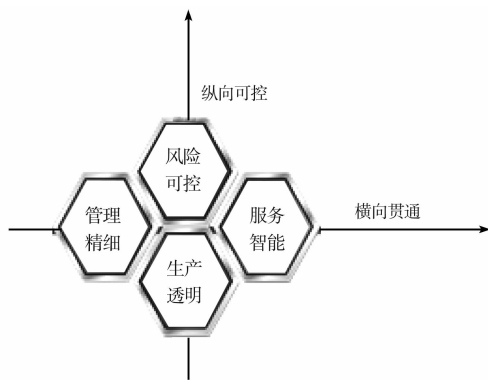 纵向可控
风险
可控
管理
精细
服务
智能
横向贯通
生产
透明